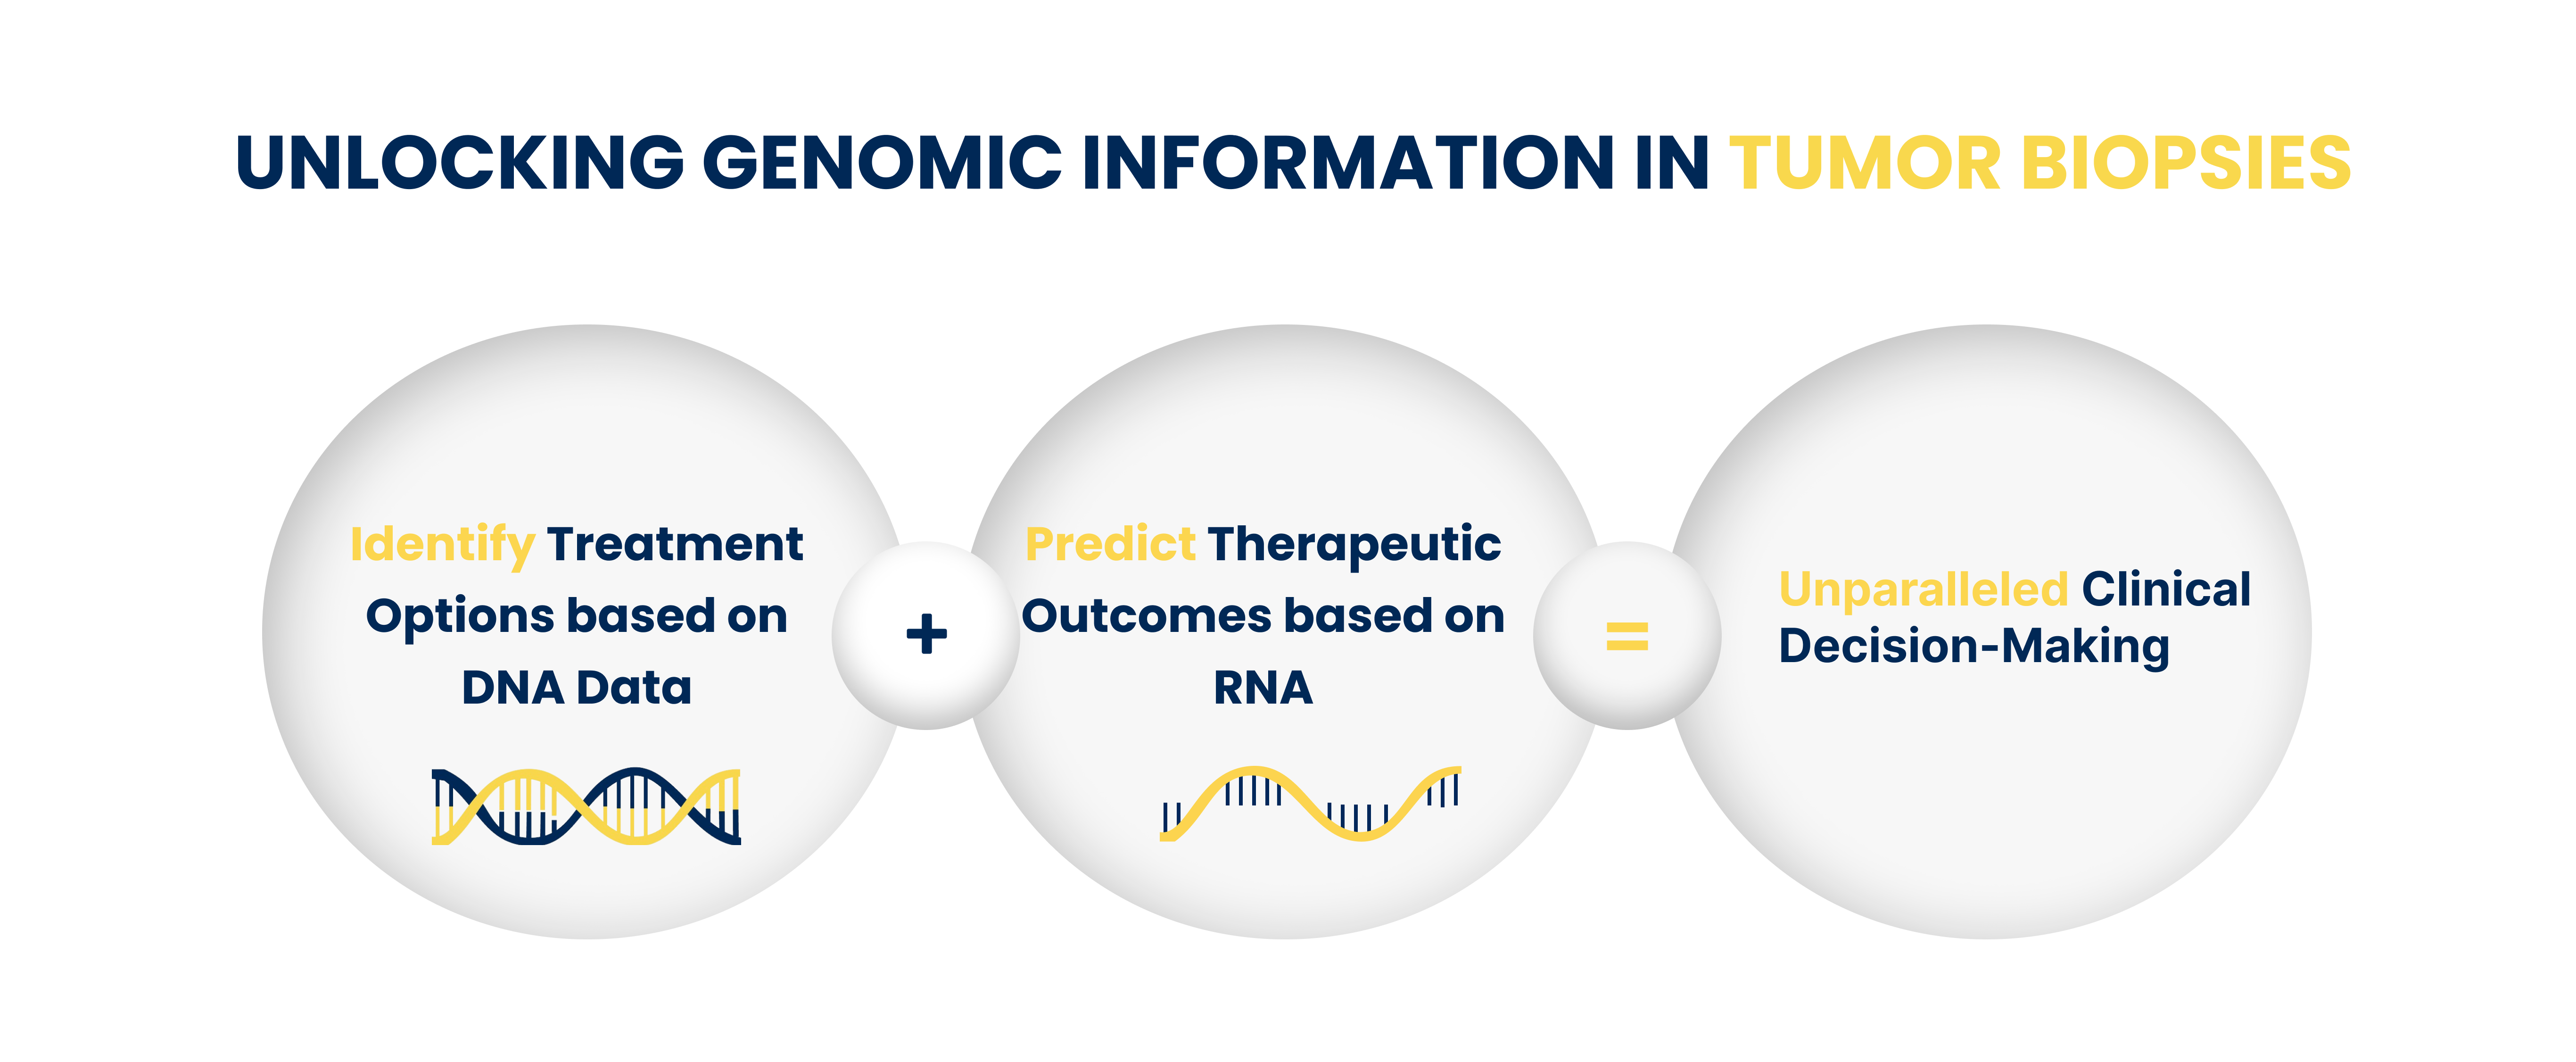 UNLOCKING GENOMIC INFORMATION IN TUMOR BIOPSIES
Identify Treatment
Options based on
DNA Data
+
Predict Therapeutic
Outcomes based on
RNA
=
Unparalleled Clinical
Decision-Making